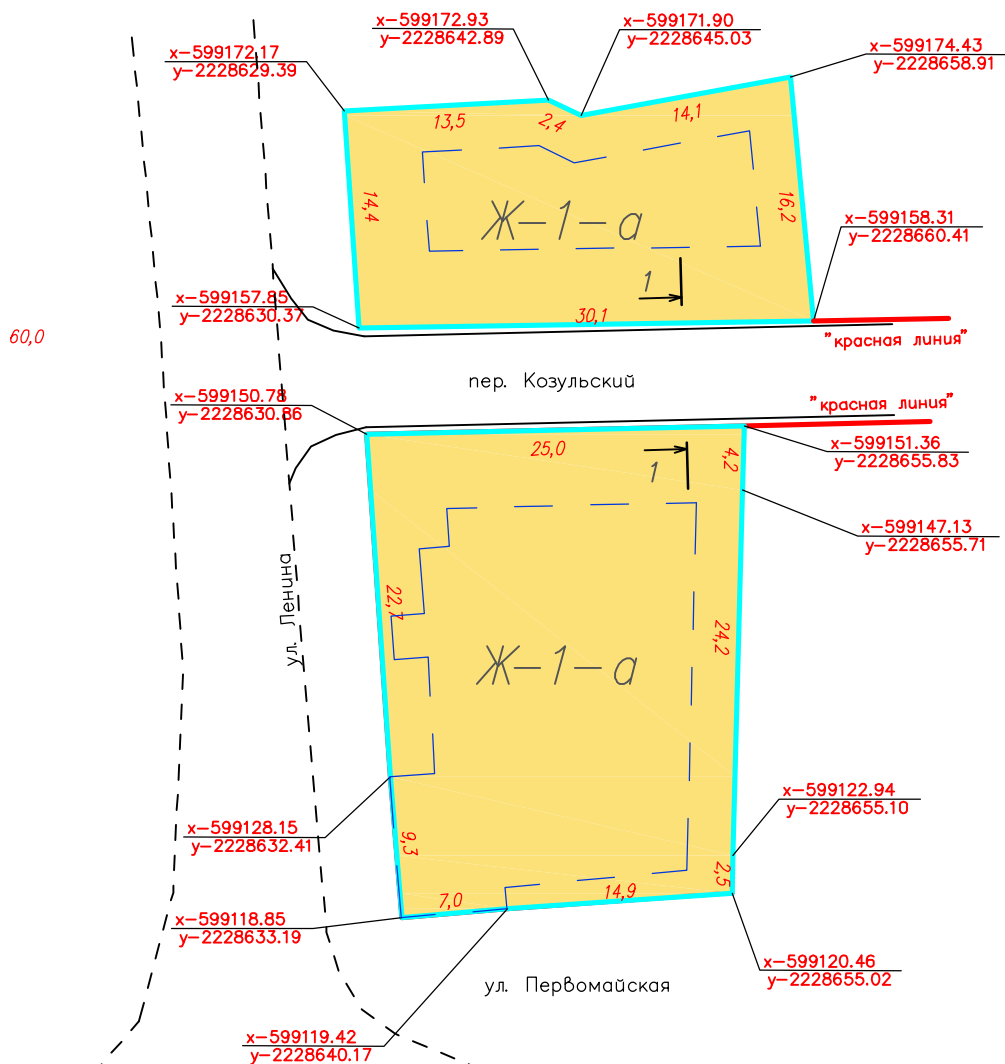 x-599172.93
y-2228642.89
x-599171.90
y-2228645.03
x-599172.17
y-2228629.39
x-599174.43
y-2228658.91
13,5
2,4
14,1
14,4
Ж-1-а
16,2
x-599158.31
y-2228660.41
1
x-599157.85
y-2228630.37
30,1
60,0
"красная линия"
пер. Козульский
x-599150.78
y-2228630.86
"красная линия"
25,0
4,2
1
x-599151.36
y-2228655.83
x-599147.13
y-2228655.71
ул. Ленина
22,7
24,2
Ж-1-а
x-599122.94
y-2228655.10
x-599128.15
y-2228632.41
9,3
2,5
7,0
14,9
x-599118.85
y-2228633.19
x-599120.46
y-2228655.02
ул. Первомайская
x-599119.42
y-2228640.17